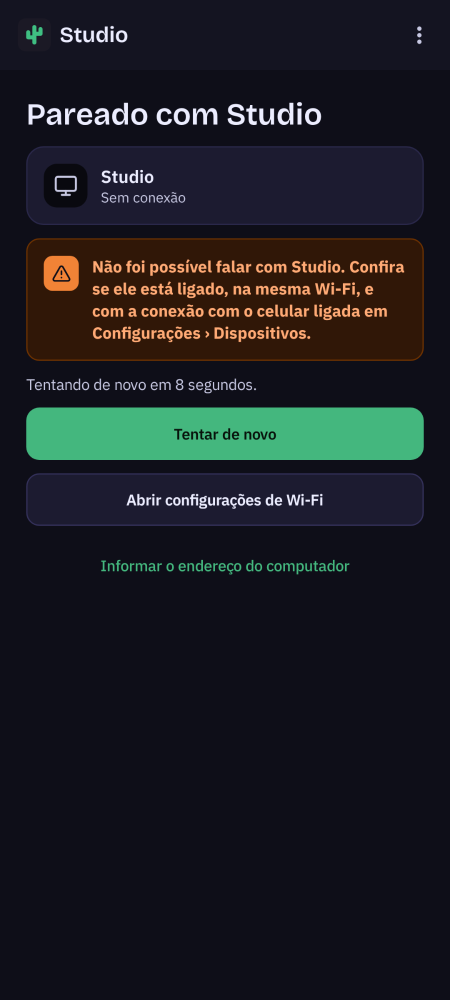 Studio
Pareado com Studio
Studio
Sem conexão
Não foi possível falar com Studio. Confira
se ele está ligado, na mesma Wi-Fi, e
com a conexão com o celular ligada em
Configurações › Dispositivos.
Tentando de novo em 8 segundos.
Tentar de novo
Abrir configurações de Wi-Fi
Informar o endereço do computador